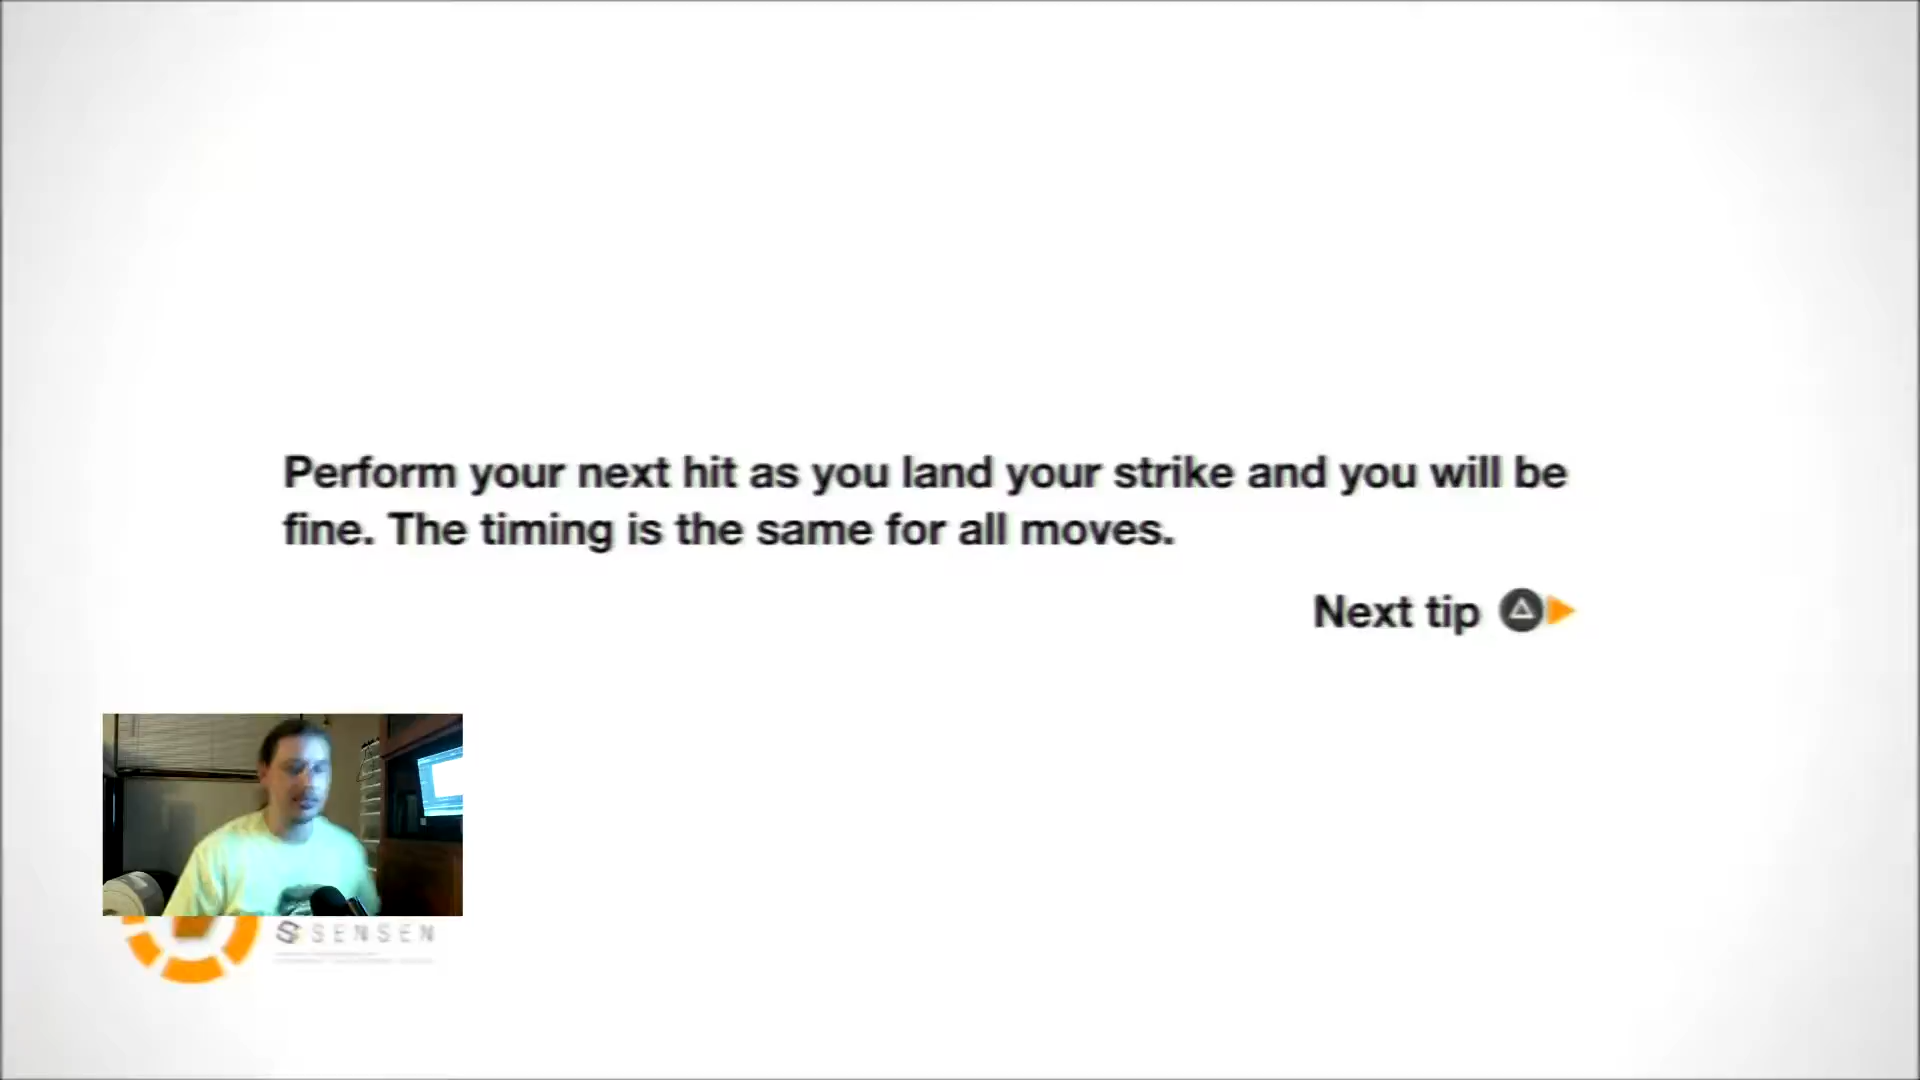 Perform your next hit as you land your strike and you will be
fine. The timing is the same for all moves.
Next tip
SENSEN